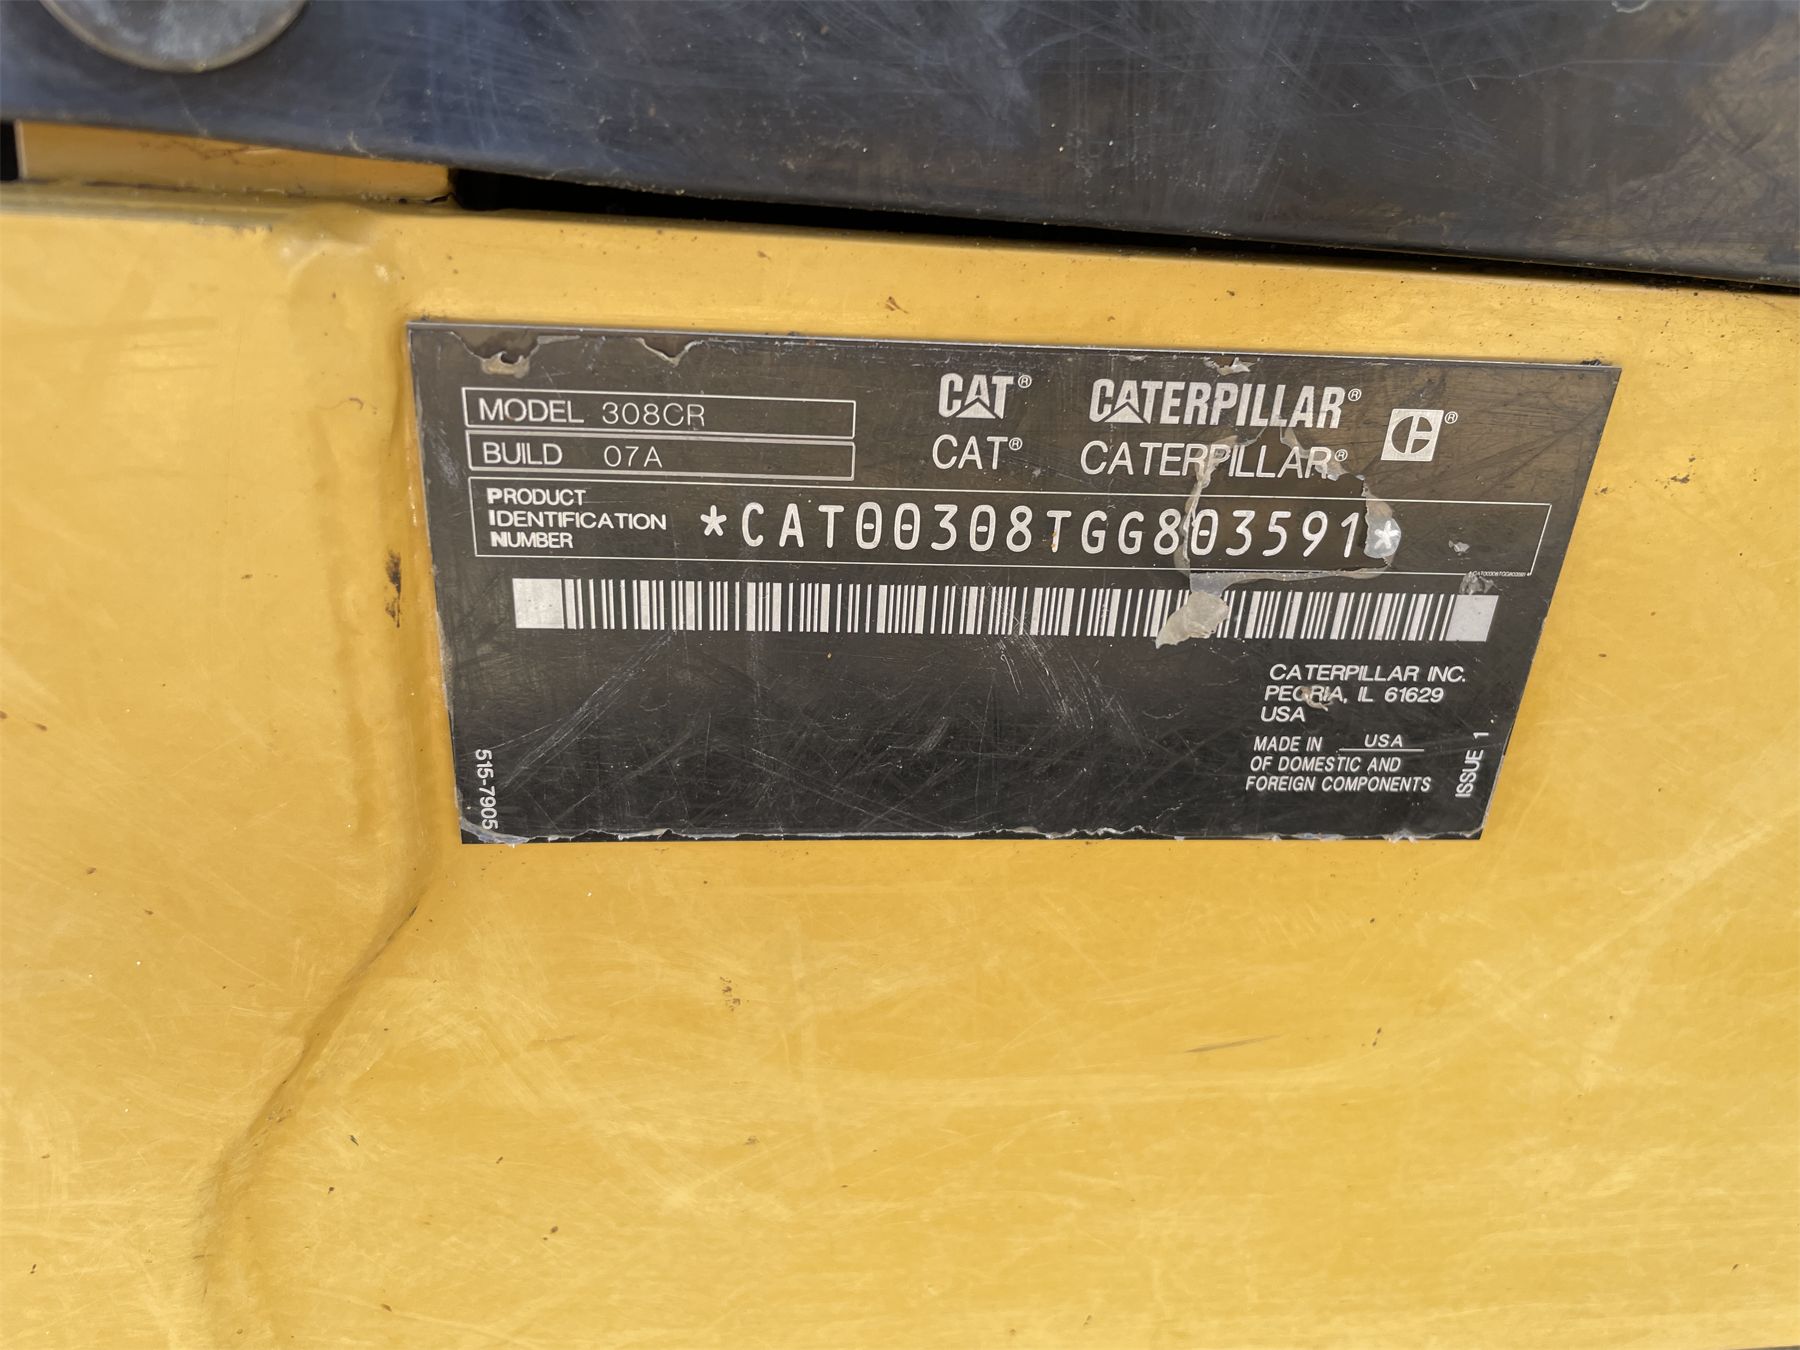 MODEL 308CR
BUILD 07A
CAT® CATERPILLAR® ®
CAT® CATERPILLAR®
PRODUCT
IDENTIFICATION
NUMBER
*CAT00308TGG803591*
CAT00308TGG803591
CATERPILLAR INC.
PEORIA, IL 61629
USA
MADE IN USA
OF DOMESTIC AND
FOREIGN COMPONENTS
ISSUE 1
515-7905